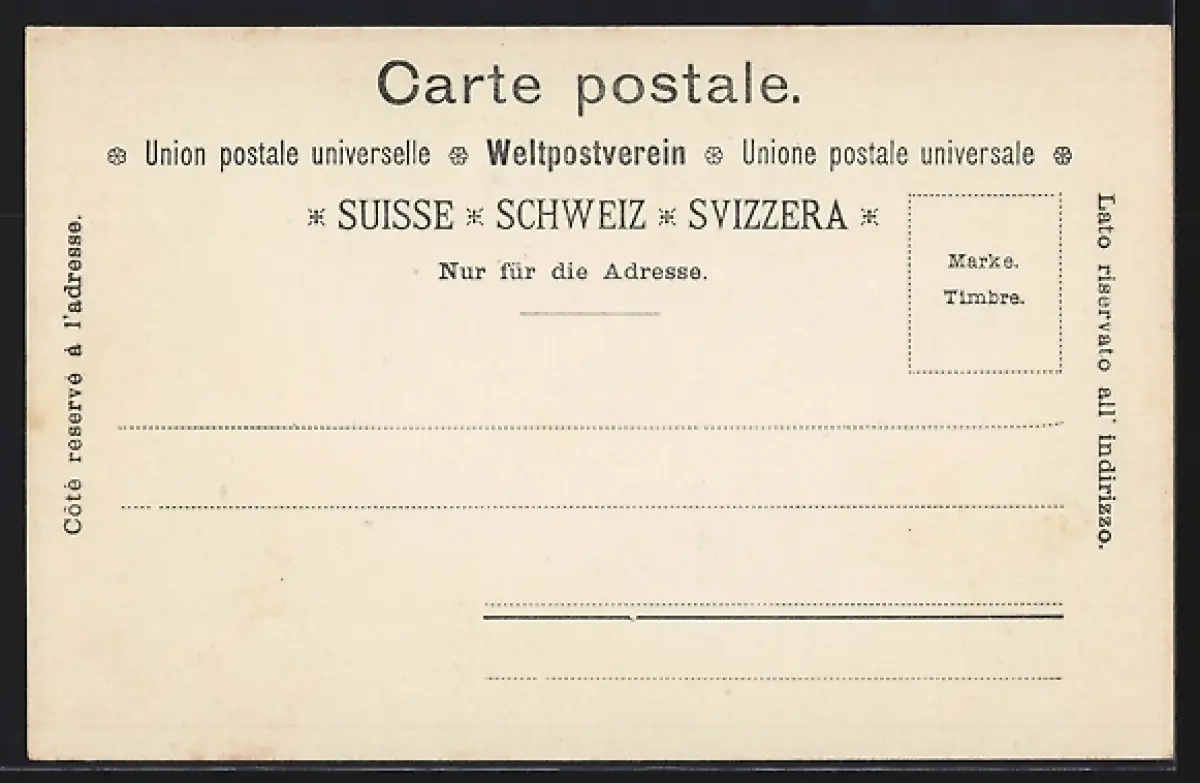 Carte postale.
Union postale universelle Weltpostverein Unione postale universale
SUISSE * SCHWEIZ * SVIZZERA
Nur für die Adresse.
Marke.
Timbre.
Côté reservé à l'adresse.
Lato riservato all' indirizzo.